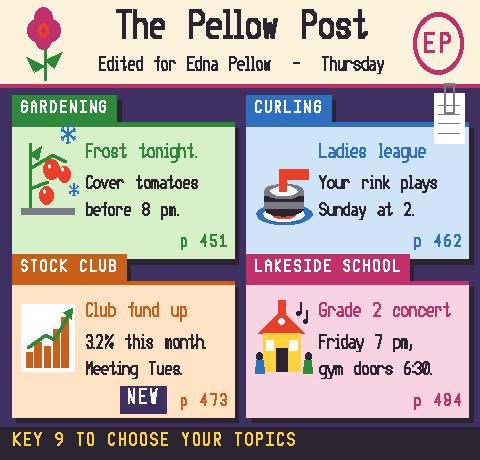 The Pellow Post
Edited for Edna Pellow - Thursday
EP
GARDENING
Frost tonight.
Cover tomatoes
before 8 pm.
p 451
CURLING
Ladies league
Your rink plays
Sunday at 2.
p 462
STOCK CLUB
Club fund up
3.2% this month.
Meeting Tues.
NEW
p 473
LAKESIDE SCHOOL
Grade 2 concert
Friday 7 pm,
gym doors 6:30.
p 484
KEY 9 TO CHOOSE YOUR TOPICS